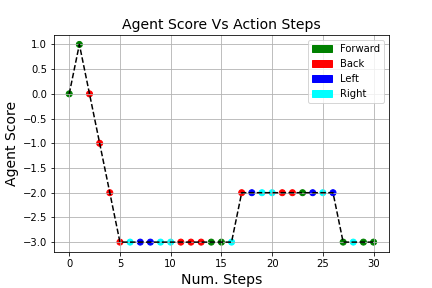 Agent Score Vs Action Steps
Agent Score
1.0
0.5
0.0
−0.5
−1.0
−1.5
−2.0
−2.5
−3.0
Forward
Back
Left
Right
0 5 10 15 20 25 30
Num. Steps